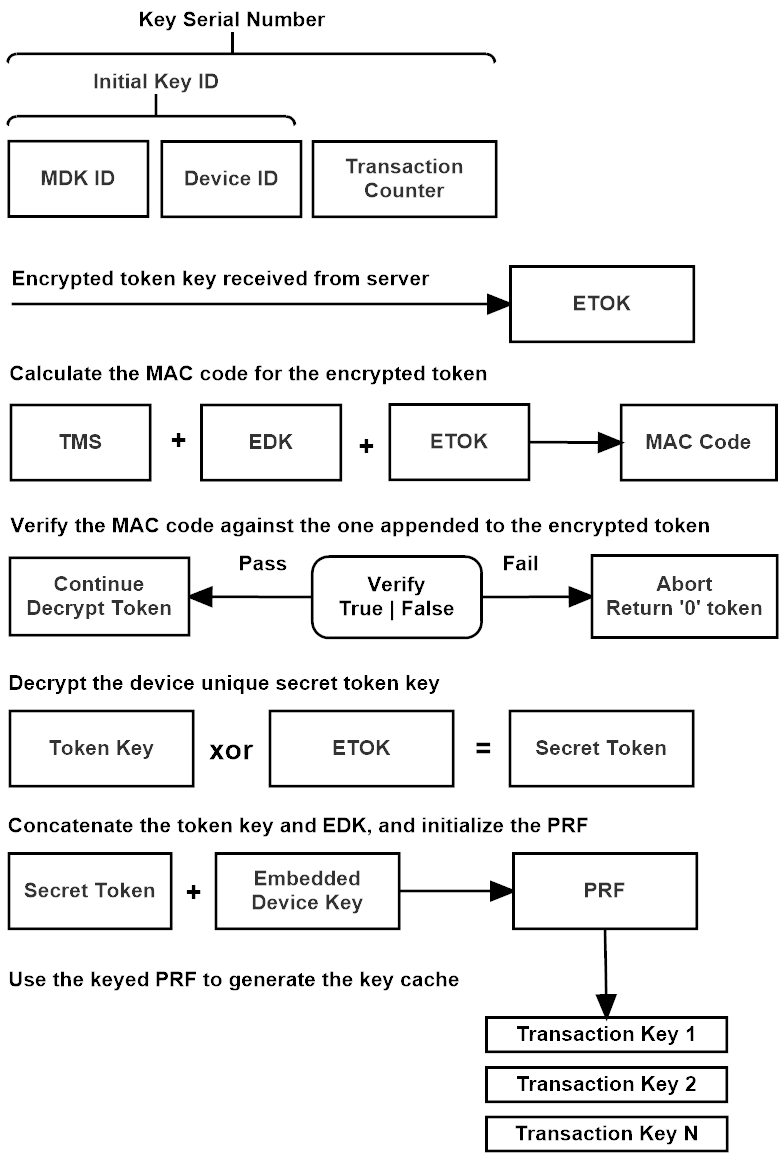 Key Serial Number
Initial Key ID
MDK ID
Device ID
Transaction
Counter
Encrypted token key received from server
ETOK
Calculate the MAC code for the encrypted token
TMS
+
EDK
+
ETOK
MAC Code
Verify the MAC code against the one appended to the encrypted token
Continue
Decrypt Token
Pass
Verify
True | False
Fail
Abort
Return '0' token
Decrypt the device unique secret token key
Token Key
xor
ETOK
=
Secret Token
Concatenate the token key and EDK, and initialize the PRF
Secret Token
+
Embedded
Device Key
PRF
Use the keyed PRF to generate the key cache
Transaction Key 1
Transaction Key 2
Transaction Key N